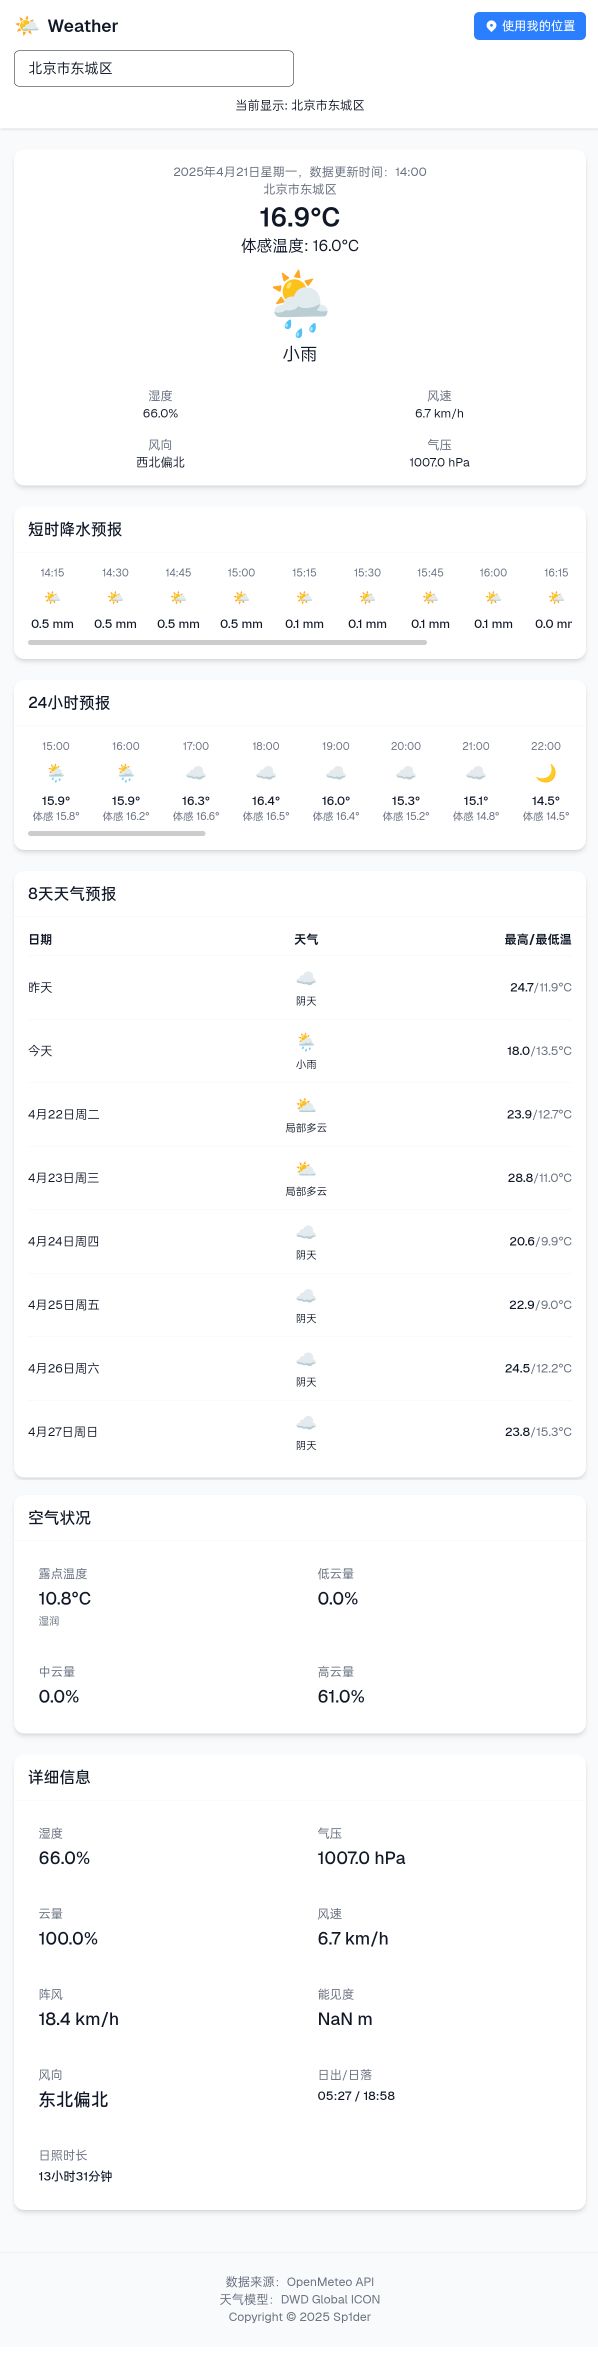 Weather
使用我的位置
北京市东城区
当前显示: 北京市东城区
2025年4月21日星期一，数据更新时间：14:00
北京市东城区
16.9°C
体感温度: 16.0°C
小雨
湿度 风速
66.0% 6.7 km/h
风向 气压
西北偏北 1007.0 hPa
短时降水预报
14:15 14:30 14:45 15:00 15:15 15:30 15:45 16:00 16:15
0.5 mm 0.5 mm 0.5 mm 0.5 mm 0.1 mm 0.1 mm 0.1 mm 0.1 mm 0.0 mr
24小时预报
15:00 16:00 17:00 18:00 19:00 20:00 21:00 22:00
15.9° 15.9° 16.3° 16.4° 16.0° 15.3° 15.1° 14.5°
体感 15.8° 体感 16.2° 体感 16.6° 体感 16.5° 体感 16.4° 体感 15.2° 体感 14.8° 体感 14.5°
8天天气预报
日期 天气 最高/最低温
昨天 阴天 24.7/11.9°C
今天 小雨 18.0/13.5°C
4月22日周二 局部多云 23.9/12.7°C
4月23日周三 局部多云 28.8/11.0°C
4月24日周四 阴天 20.6/9.9°C
4月25日周五 阴天 22.9/9.0°C
4月26日周六 阴天 24.5/12.2°C
4月27日周日 阴天 23.8/15.3°C
空气状况
露点温度 低云量
10.8°C 0.0%
湿润
中云量 高云量
0.0% 61.0%
详细信息
湿度 气压
66.0% 1007.0 hPa
云量 风速
100.0% 6.7 km/h
阵风 能见度
18.4 km/h NaN m
风向 日出/日落
东北偏北 05:27 / 18:58
日照时长
13小时31分钟
数据来源：OpenMeteo API
天气模型：DWD Global ICON
Copyright © 2025 Sp1der